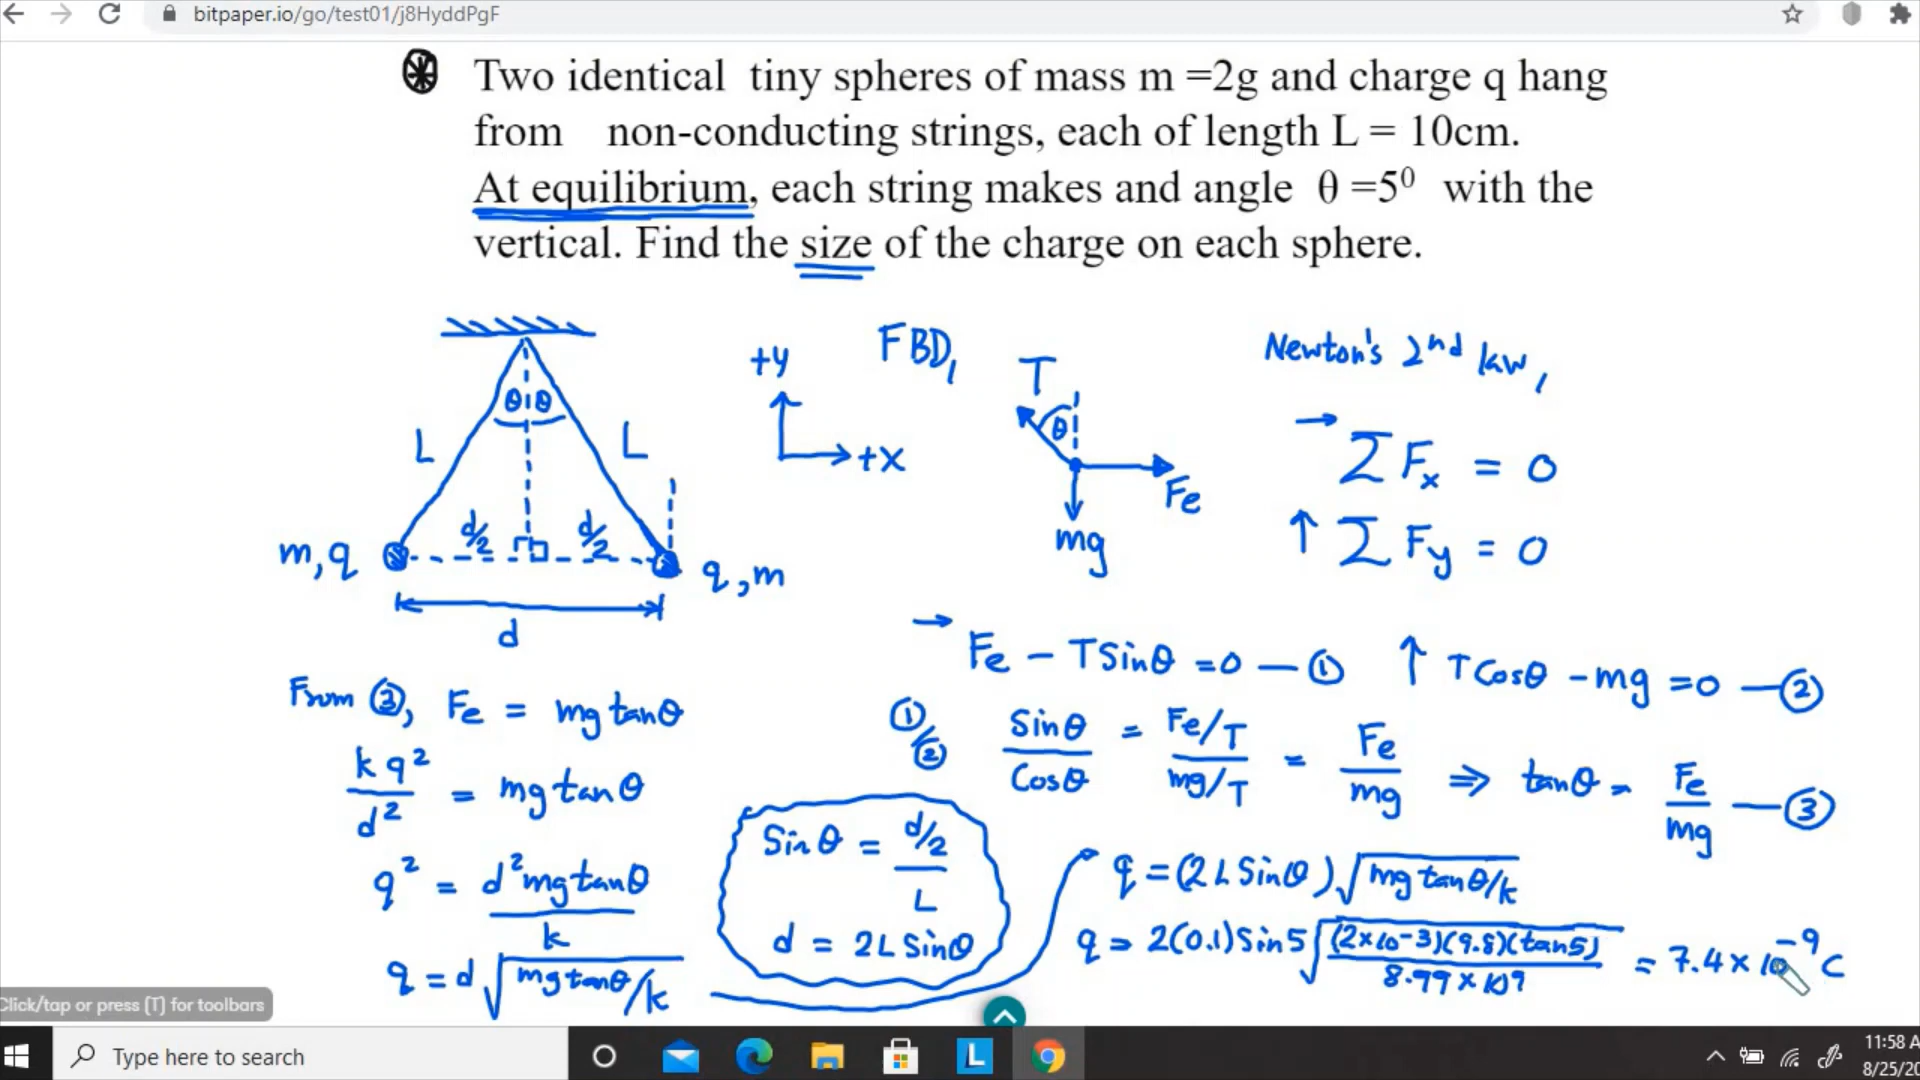 bitpaper.io/go/test01/j8HyddPgF
Two identical tiny spheres of mass m =2g and charge q hang
from non-conducting strings, each of length L = 10cm.
At equilibrium, each string makes and angle θ =5⁰ with the
vertical. Find the size of the charge on each sphere.
θ θ
L L
d/2 d/2
m, q
q, m
d
+y
+x
FBD,
T
θ
Fe
mg
Newton's 2nd law,
→ ΣFx = 0
↑ ΣFy = 0
→ Fe - T Sinθ = 0 — ①
↑ T Cosθ - mg = 0 — ②
①/② Sinθ/Cosθ = (Fe/T)/(mg/T) = Fe/mg ⇒ tanθ = Fe/mg — ③
From ③, Fe = mg tanθ
kq²/d² = mg tanθ
q² = d²mg tanθ/k
q = d√(mg tanθ/k)
Sinθ = (d/2)/L
d = 2L Sinθ
q = (2L Sinθ)√(mg tanθ/k)
q = 2(0.1) Sin5 √((2×10⁻³)(9.8)(tan5)/8.99×10⁹) = 7.4 × 10⁻⁹ C
Click/tap or press (T) for toolbars
Type here to search
L
11:58 A
8/25/20